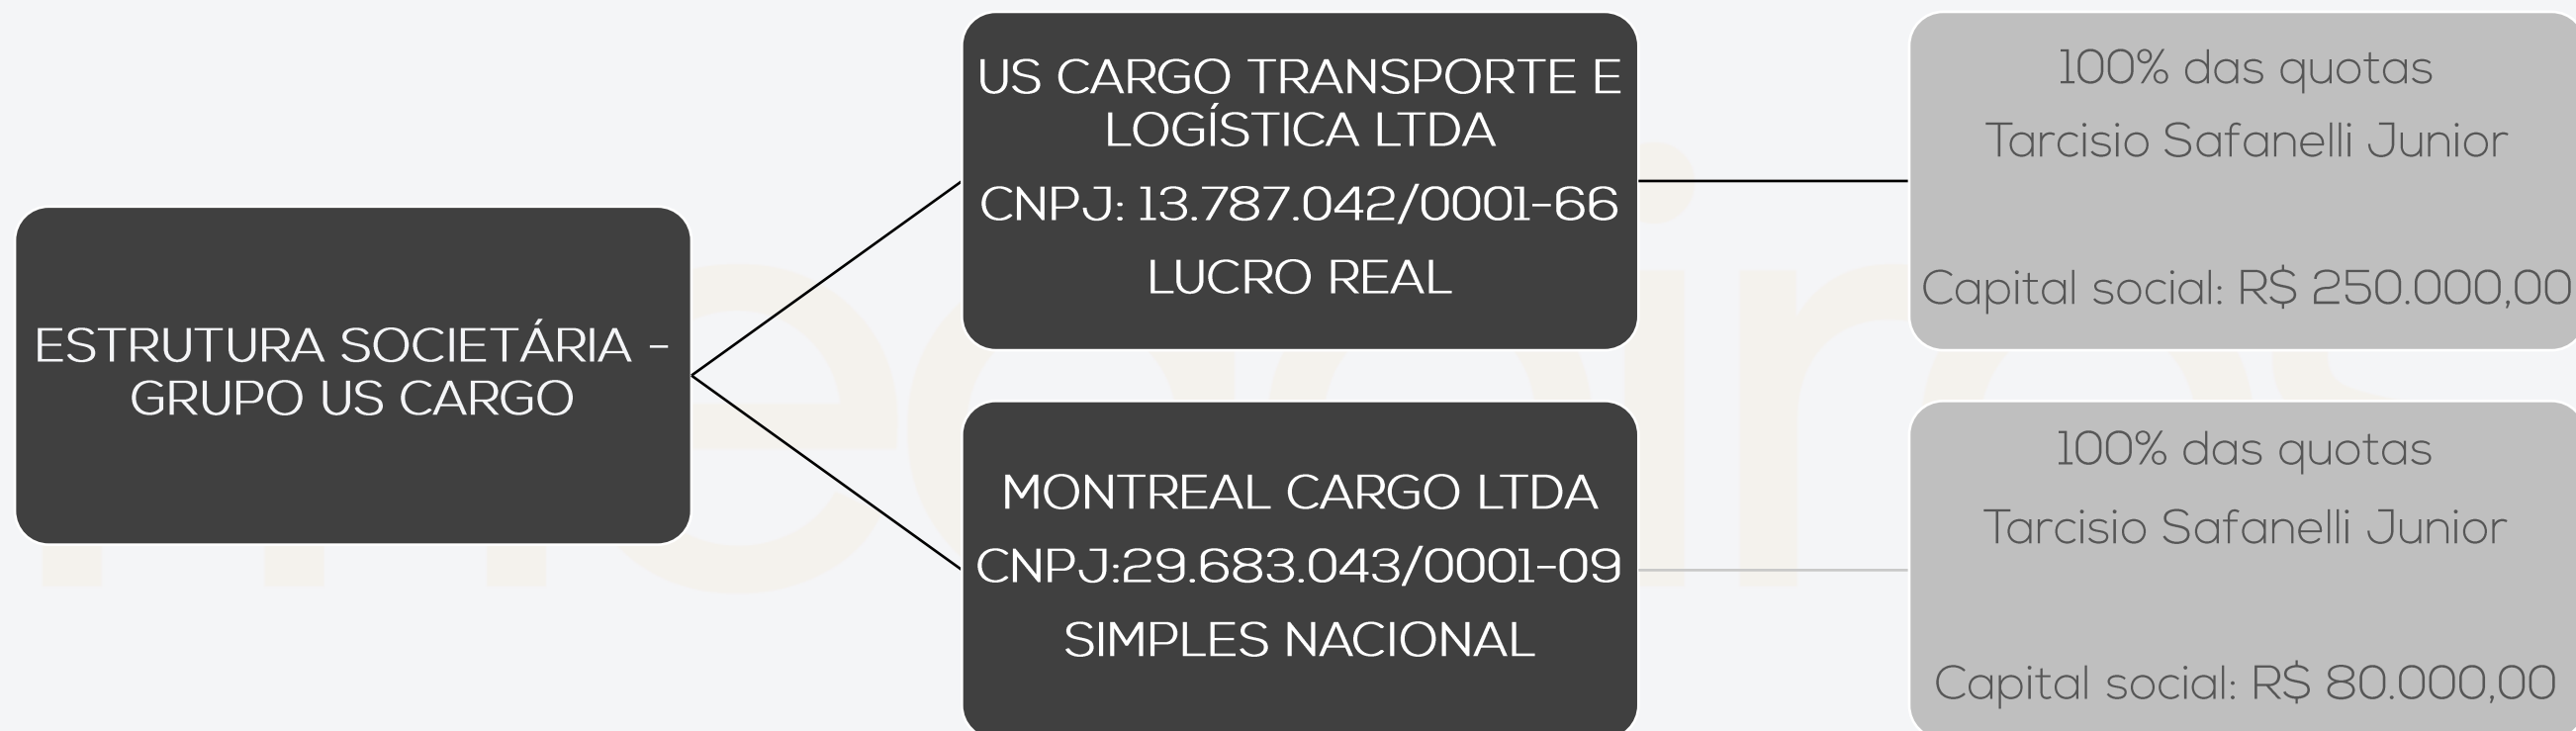 ESTRUTURA SOCIETÁRIA -
GRUPO US CARGO
US CARGO TRANSPORTE E
LOGÍSTICA LTDA
CNPJ: 13.787.042/0001-66
LUCRO REAL
100% das quotas
Tarcisio Safanelli Junior
Capital social: R$ 250.000,00
MONTREAL CARGO LTDA
CNPJ:29.683.043/0001-09
SIMPLES NACIONAL
100% das quotas
Tarcisio Safanelli Junior
Capital social: R$ 80.000,00